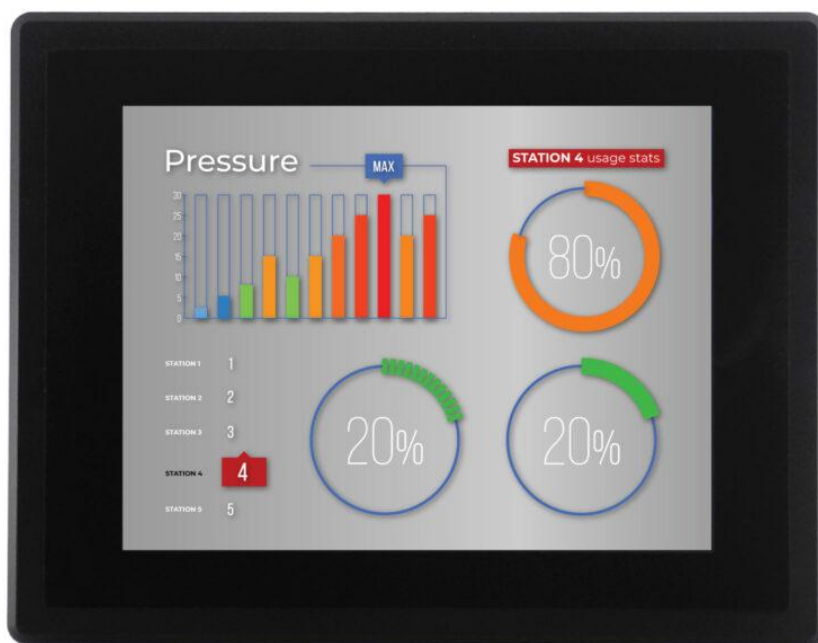 Pressure
MAX
30
25
20
15
10
5
0
STATION 4 usage stats
80%
STATION 1 1
STATION 2 2
STATION 3 3
STATION 4 4
STATION 5 5
20%
20%